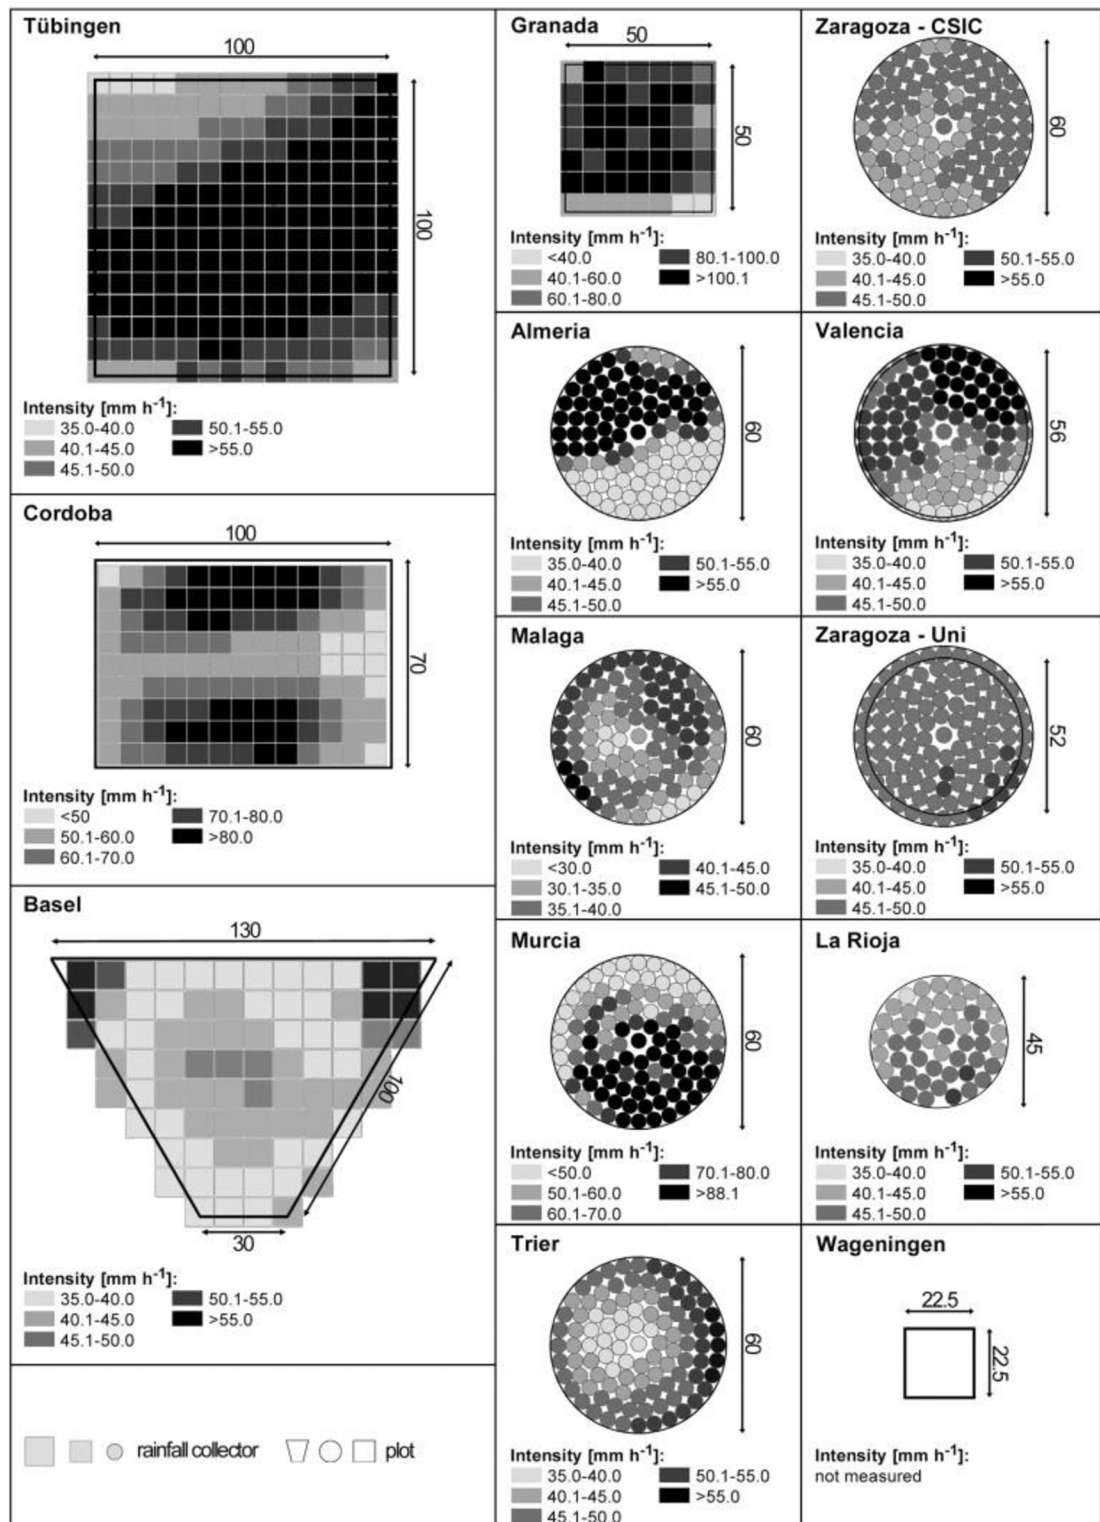 Tübingen
100
100
Intensity [mm h-1]:
35.0-40.0
50.1-55.0
40.1-45.0
>55.0
45.1-50.0
Cordoba
100
70
Intensity [mm h-1]:
<50
70.1-80.0
50.1-60.0
>80.0
60.1-70.0
Basel
130
100
30
Intensity [mm h-1]:
35.0-40.0
50.1-55.0
40.1-45.0
>55.0
45.1-50.0
rainfall collector
plot
Granada
50
50
Intensity [mm h-1]:
<40.0
80.1-100.0
40.1-60.0
>100.1
60.1-80.0
Almeria
60
Intensity [mm h-1]:
35.0-40.0
50.1-55.0
40.1-45.0
>55.0
45.1-50.0
Malaga
60
Intensity [mm h-1]:
<30.0
40.1-45.0
30.1-35.0
45.1-50.0
35.1-40.0
Murcia
60
Intensity [mm h-1]:
<50.0
70.1-80.0
50.1-60.0
>88.1
60.1-70.0
Trier
60
Intensity [mm h-1]:
35.0-40.0
50.1-55.0
40.1-45.0
>55.0
45.1-50.0
Zaragoza - CSIC
60
Intensity [mm h-1]:
35.0-40.0
50.1-55.0
40.1-45.0
>55.0
45.1-50.0
Valencia
56
Intensity [mm h-1]:
35.0-40.0
50.1-55.0
40.1-45.0
>55.0
45.1-50.0
Zaragoza - Uni
52
Intensity [mm h-1]:
35.0-40.0
50.1-55.0
40.1-45.0
>55.0
45.1-50.0
La Rioja
45
Intensity [mm h-1]:
35.0-40.0
50.1-55.0
40.1-45.0
>55.0
45.1-50.0
Wageningen
22.5
22.5
Intensity [mm h-1]:
not measured